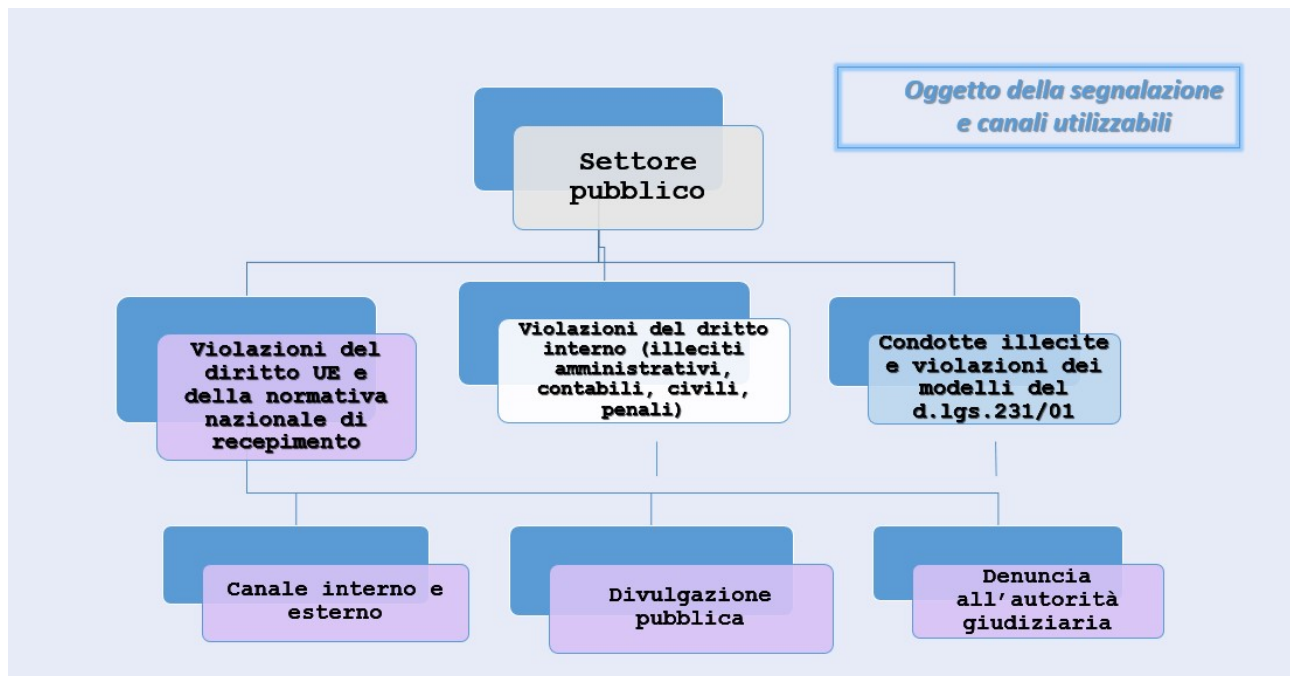 Oggetto della segnalazione
e canali utilizzabili
Settore
pubblico
Violazioni del
diritto UE e
della normativa
nazionale di
recepimento
Violazioni del dritto
interno (illeciti
amministrativi,
contabili, civili,
penali)
Condotte illecite
e violazioni dei
modelli del
d.lgs.231/01
Canale interno e
esterno
Divulgazione
pubblica
Denuncia
all’autorità
giudiziaria